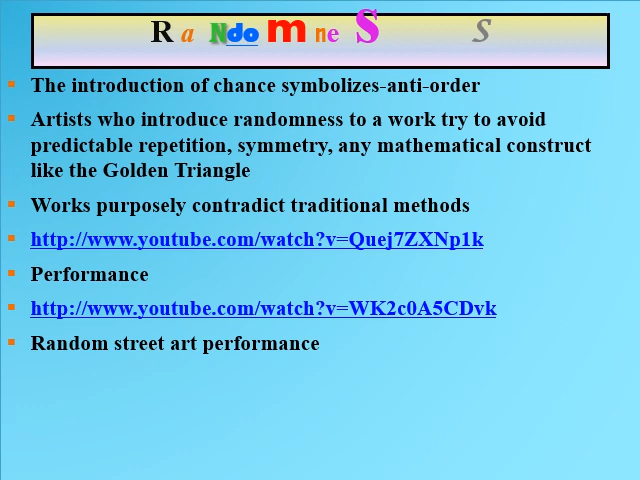 R a Ndo m ne S S
The introduction of chance symbolizes-anti-order
Artists who introduce randomness to a work try to avoid
predictable repetition, symmetry, any mathematical construct
like the Golden Triangle
Works purposely contradict traditional methods
http://www.youtube.com/watch?v=Quej7ZXNp1k
Performance
http://www.youtube.com/watch?v=WK2c0A5CDvk
Random street art performance